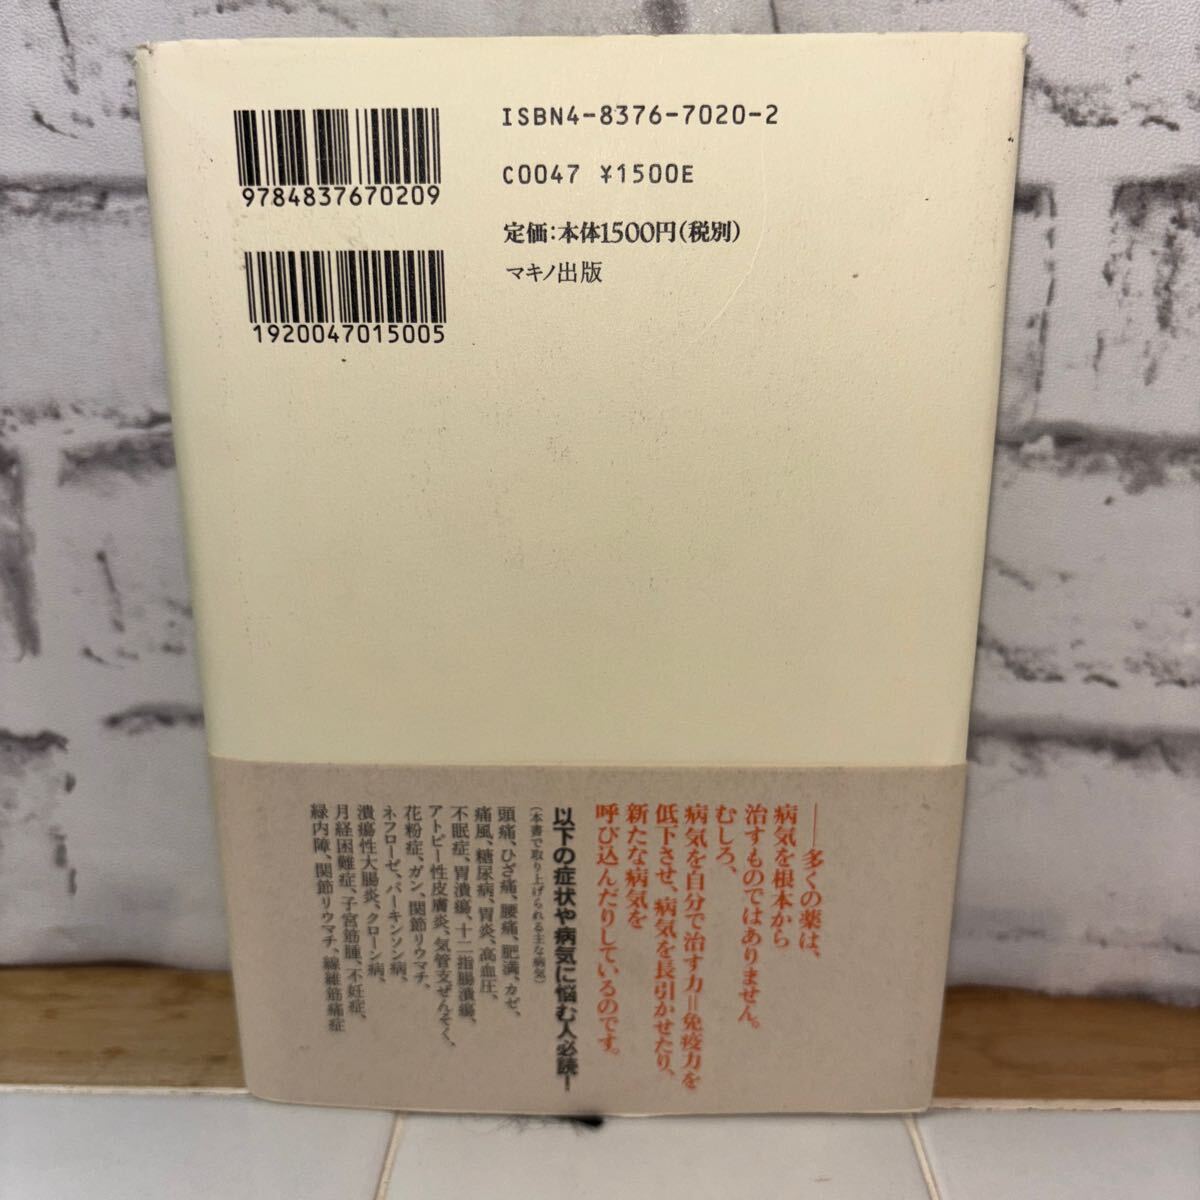 ISBN4-8376-7020-2
9784837670209
C0047 ¥1500E
定価:本体1500円(税別)
マキノ出版
1920047015005
――多くの薬は、
病気を根本から
治すものではありません。
むしろ、
病気を自分で治す力=免疫力を
低下させ、病気を長引かせたり、
新たな病気を
呼び込んだりしているのです。
以下の症状や病気に悩む人必読!
(本書で取り上げられる主な病気)
頭痛、ひざ痛、腰痛、肥満、カゼ、
痛風、糖尿病、胃炎、高血圧、
不眠症、胃潰瘍、十二指腸潰瘍、
アトピー性皮膚炎、気管支ぜんそく、
花粉症、ガン、関節リウマチ、
ネフローゼ、パーキンソン病、
潰瘍性大腸炎、クローン病、
月経困難症、子宮筋腫、不妊症、
緑内障、関節リウマチ、線維筋痛症